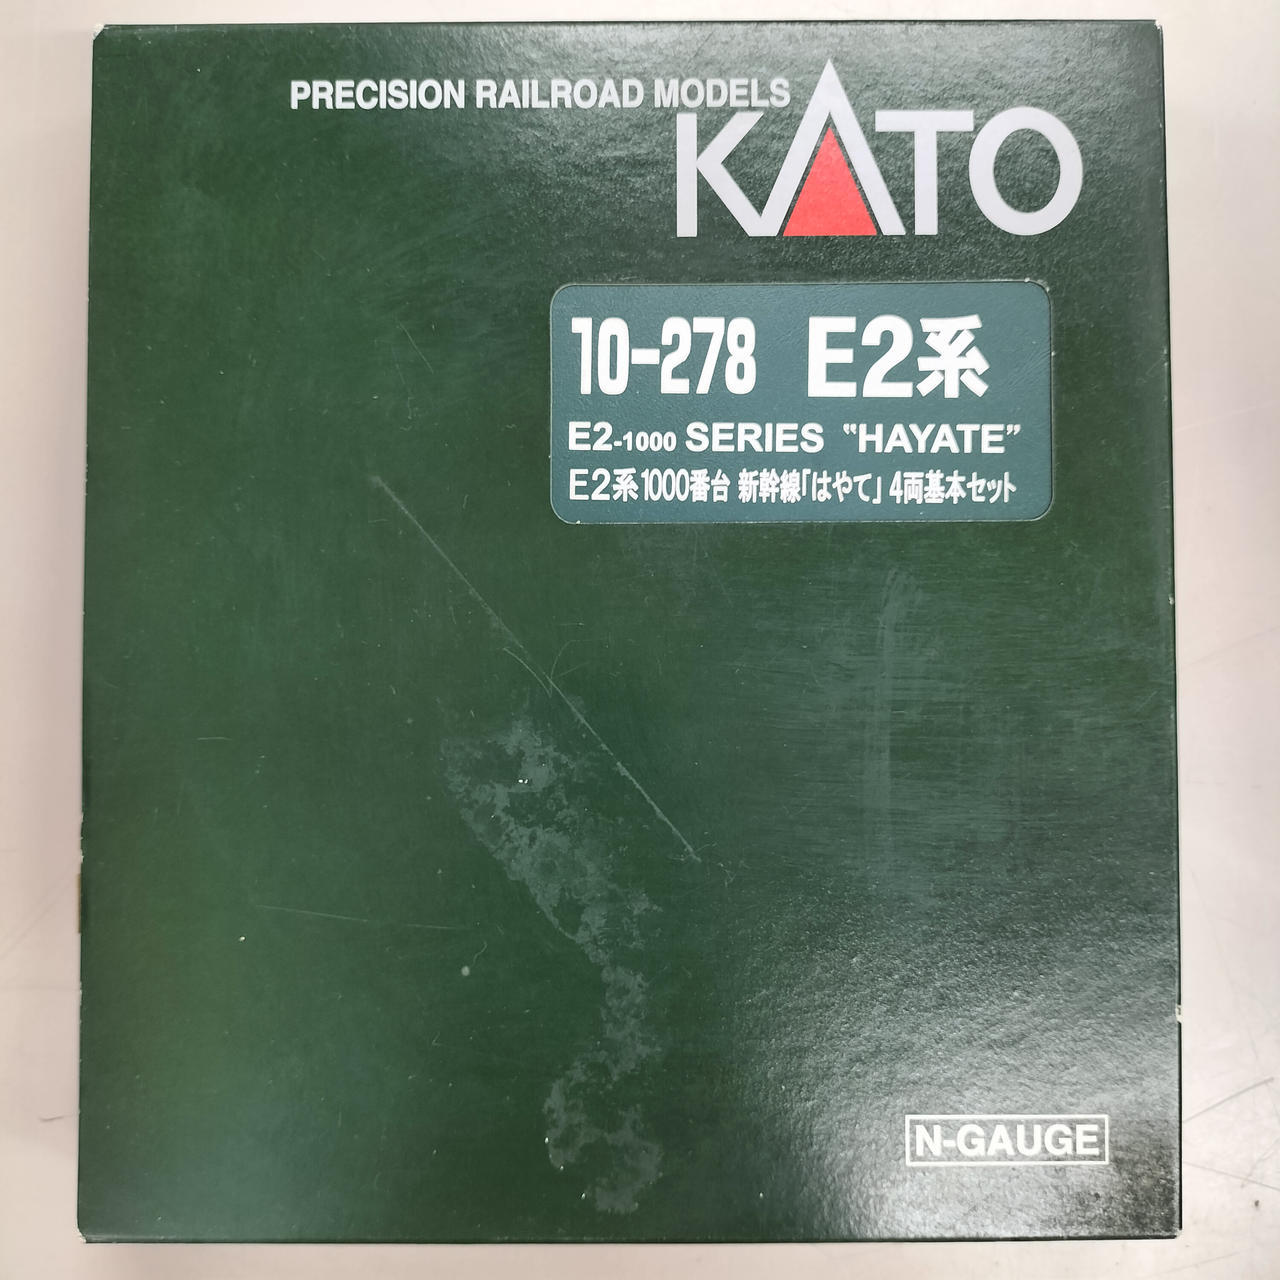 PRECISION RAILROAD MODELS
KATO
10-278 E2系
E2-1000 SERIES "HAYATE"
E2系1000番台 新幹線「はやて」 4両基本セット
N-GAUGE